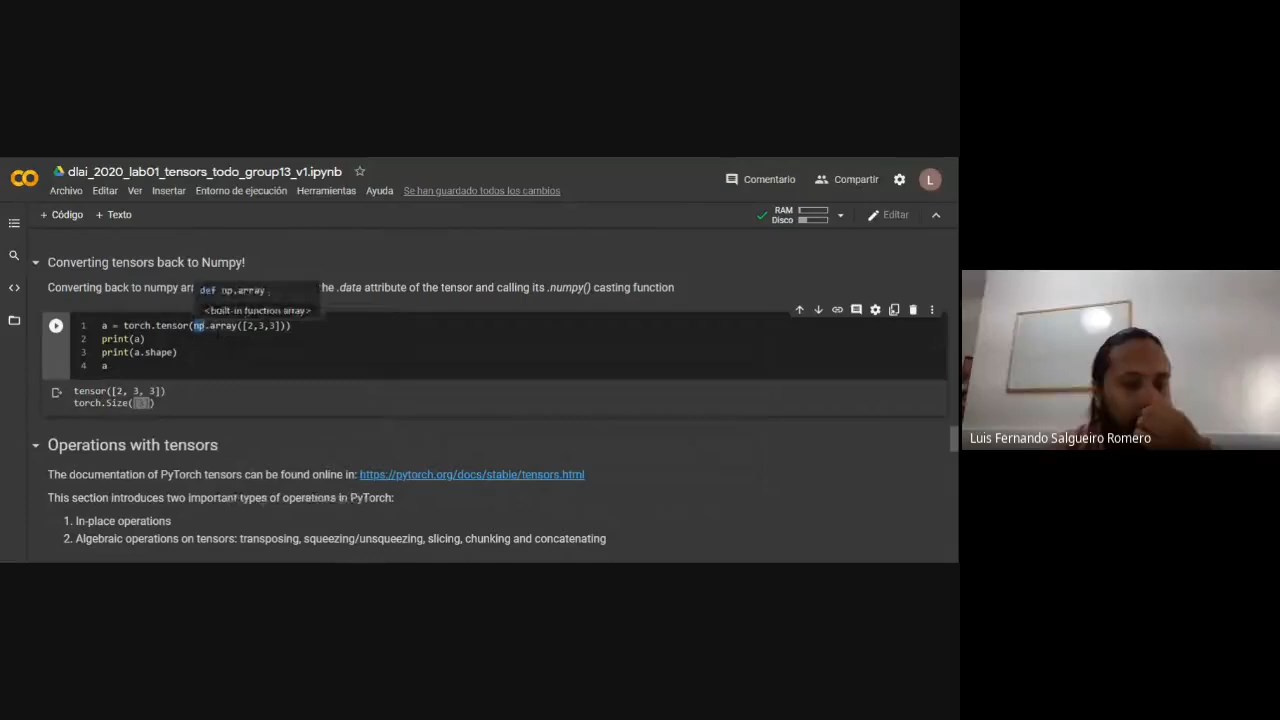 dlai_2020_lab01_tensors_todo_group13_v1.ipynb
Archivo Editar Ver Insertar Entorno de ejecución Herramientas Ayuda Se han guardado todos los cambios
Comentario Compartir L
+ Código + Texto
RAM
Disco
Editar
Converting tensors back to Numpy!
Converting back to numpy arr he .data attribute of the tensor and calling its .numpy() casting function
def np.array
<built-in function array>
1 a = torch.tensor(np.array([2,3,3]))
2 print(a)
3 print(a.shape)
4 a
tensor([2, 3, 3])
torch.Size([3])
Operations with tensors
The documentation of PyTorch tensors can be found online in: https://pytorch.org/docs/stable/tensors.html
This section introduces two important types of operations in PyTorch:
1. In-place operations
2. Algebraic operations on tensors: transposing, squeezing/unsqueezing, slicing, chunking and concatenating
Luis Fernando Salgueiro Romero